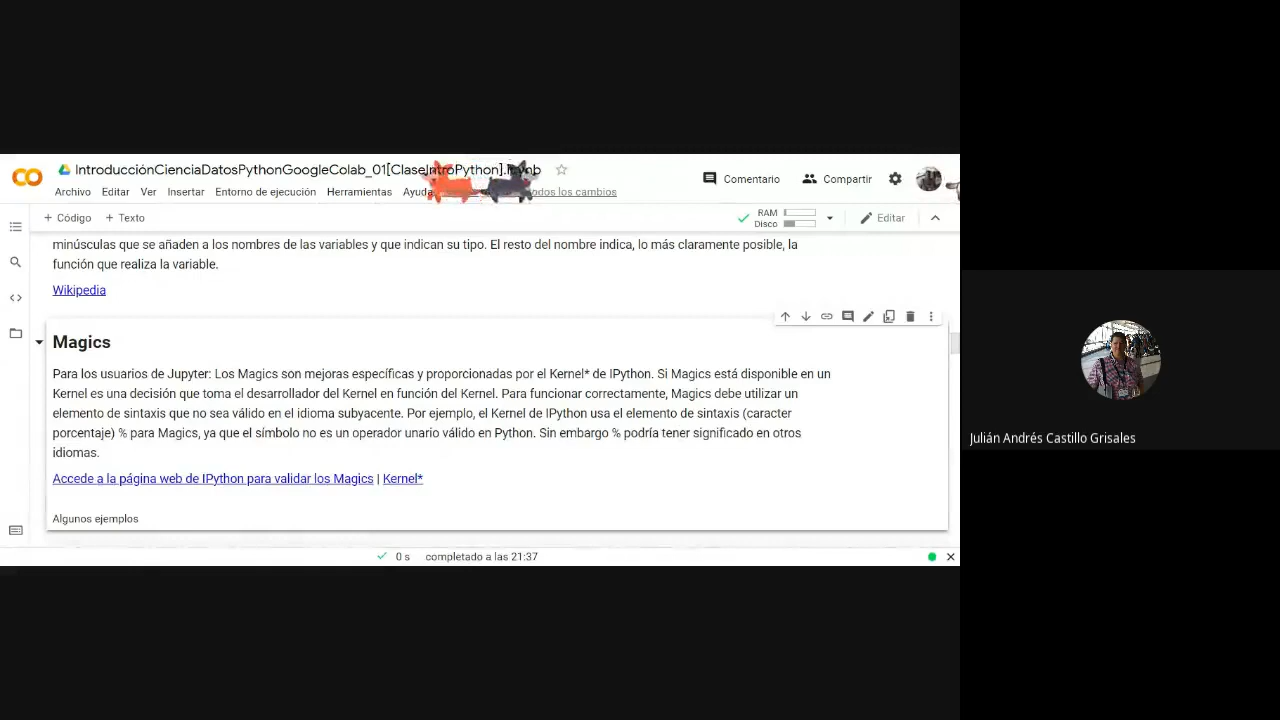 IntroducciónCienciaDatosPythonGoogleColab_01[ClaseIntroPython].ipynb
Archivo Editar Ver Insertar Entorno de ejecución Herramientas Ayuda todos los cambios
Comentario Compartir
+ Código + Texto
RAM
Disco
Editar
minúsculas que se añaden a los nombres de las variables y que indican su tipo. El resto del nombre indica, lo más claramente posible, la
función que realiza la variable.
Wikipedia
Magics
Para los usuarios de Jupyter: Los Magics son mejoras específicas y proporcionadas por el Kernel* de IPython. Si Magics está disponible en un
Kernel es una decisión que toma el desarrollador del Kernel en función del Kernel. Para funcionar correctamente, Magics debe utilizar un
elemento de sintaxis que no sea válido en el idioma subyacente. Por ejemplo, el Kernel de IPython usa el elemento de sintaxis (caracter
porcentaje) % para Magics, ya que el símbolo no es un operador unario válido en Python. Sin embargo % podría tener significado en otros
idiomas.
Accede a la página web de IPython para validar los Magics | Kernel*
Algunos ejemplos
0 s completado a las 21:37
Julián Andrés Castillo Grisales